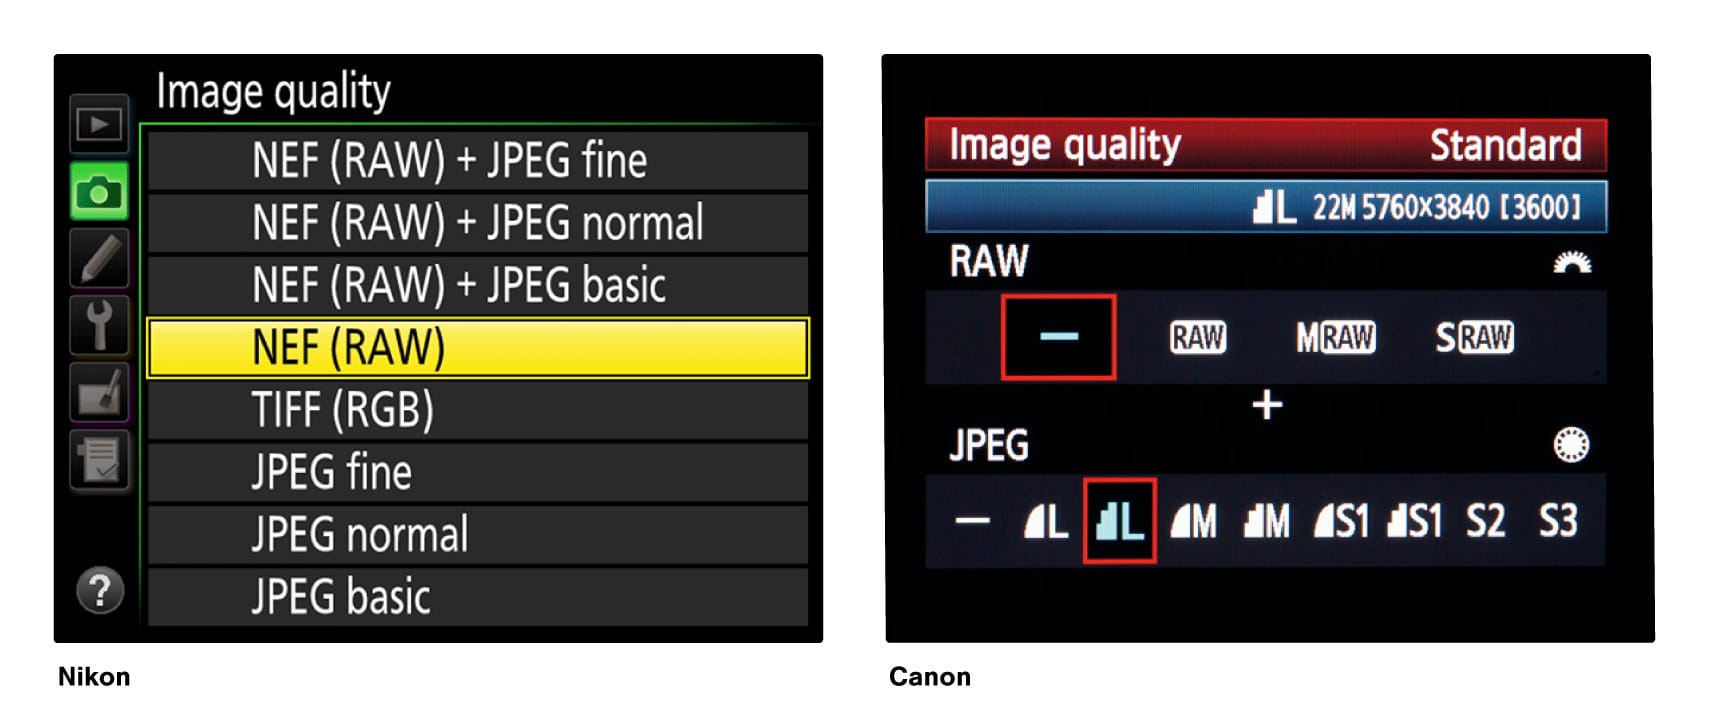 Image quality
NEF (RAW) + JPEG fine
NEF (RAW) + JPEG normal
NEF (RAW) + JPEG basic
NEF (RAW)
TIFF (RGB)
JPEG fine
JPEG normal
JPEG basic
?
Nikon
Image quality Standard
L 22M 5760x3840 [3600]
RAW
— RAW MRAW SRAW
+
JPEG
— L L M M S1 S1 S2 S3
Canon